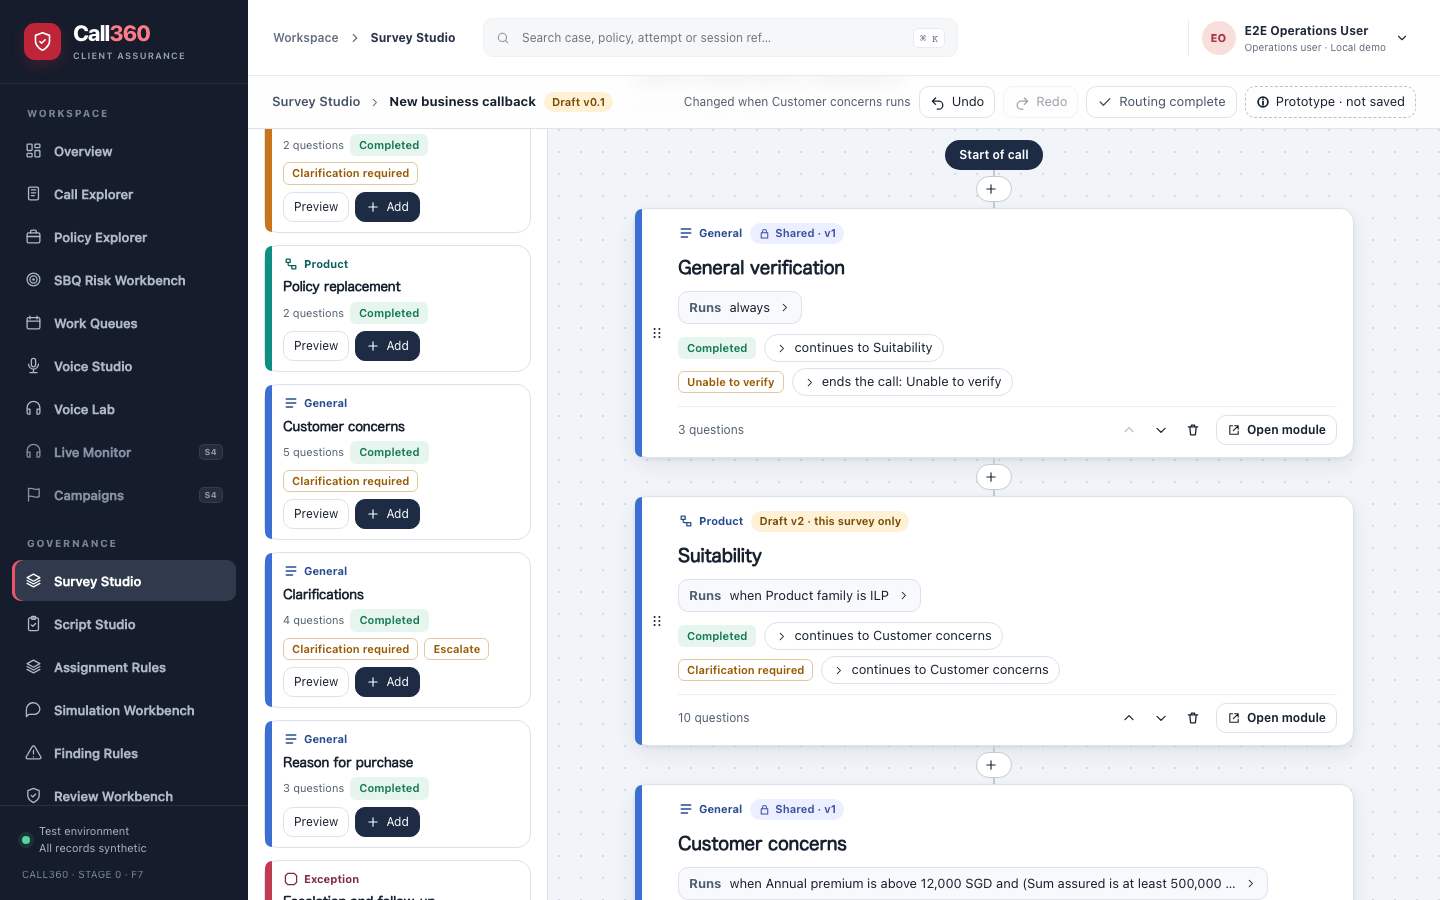 Call360
CLIENT ASSURANCE
WORKSPACE
Overview
Call Explorer
Policy Explorer
SBQ Risk Workbench
Work Queues
Voice Studio
Voice Lab
Live Monitor S4
Campaigns S4
GOVERNANCE
Survey Studio
Script Studio
Assignment Rules
Simulation Workbench
Finding Rules
Review Workbench
Test environment
All records synthetic
CALL360 · STAGE 0 · F7
Workspace > Survey Studio
Search case, policy, attempt or session ref...
⌘ K
EO
E2E Operations User
Operations user · Local demo
Survey Studio > New business callback Draft v0.1
Changed when Customer concerns runs
Undo
Redo
Routing complete
Prototype · not saved
2 questions Completed
Clarification required
Preview + Add
Product
Policy replacement
2 questions Completed
Preview + Add
General
Customer concerns
5 questions Completed
Clarification required
Preview + Add
General
Clarifications
4 questions Completed
Clarification required Escalate
Preview + Add
General
Reason for purchase
3 questions Completed
Preview + Add
Exception
Escalation and follow-up
Start of call
+
General Shared · v1
General verification
Runs always >
Completed > continues to Suitability
Unable to verify > ends the call: Unable to verify
3 questions
Open module
+
Product Draft v2 · this survey only
Suitability
Runs when Product family is ILP >
Completed > continues to Customer concerns
Clarification required > continues to Customer concerns
10 questions
Open module
+
General Shared · v1
Customer concerns
Runs when Annual premium is above 12,000 SGD and (Sum assured is at least 500,000 ... >